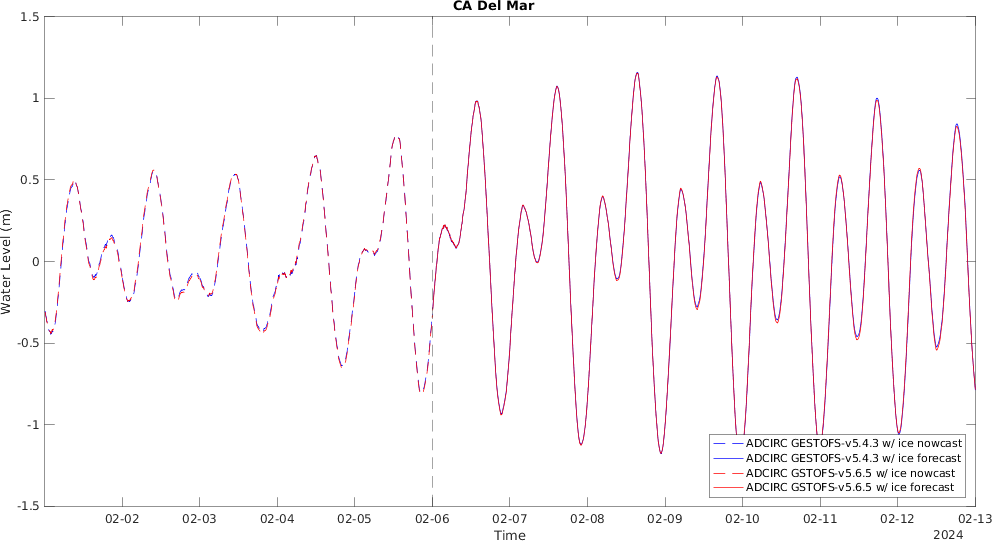 CA Del Mar
1.5
1
0.5
0
-0.5
-1
-1.5
Water Level (m)
ADCIRC GESTOFS-v5.4.3 w/ ice nowcast
ADCIRC GESTOFS-v5.4.3 w/ ice forecast
ADCIRC GSTOFS-v5.6.5 w/ ice nowcast
ADCIRC GSTOFS-v5.6.5 w/ ice forecast
02-02 02-03 02-04 02-05 02-06 02-07 02-08 02-09 02-10 02-11 02-12 02-13
Time
2024